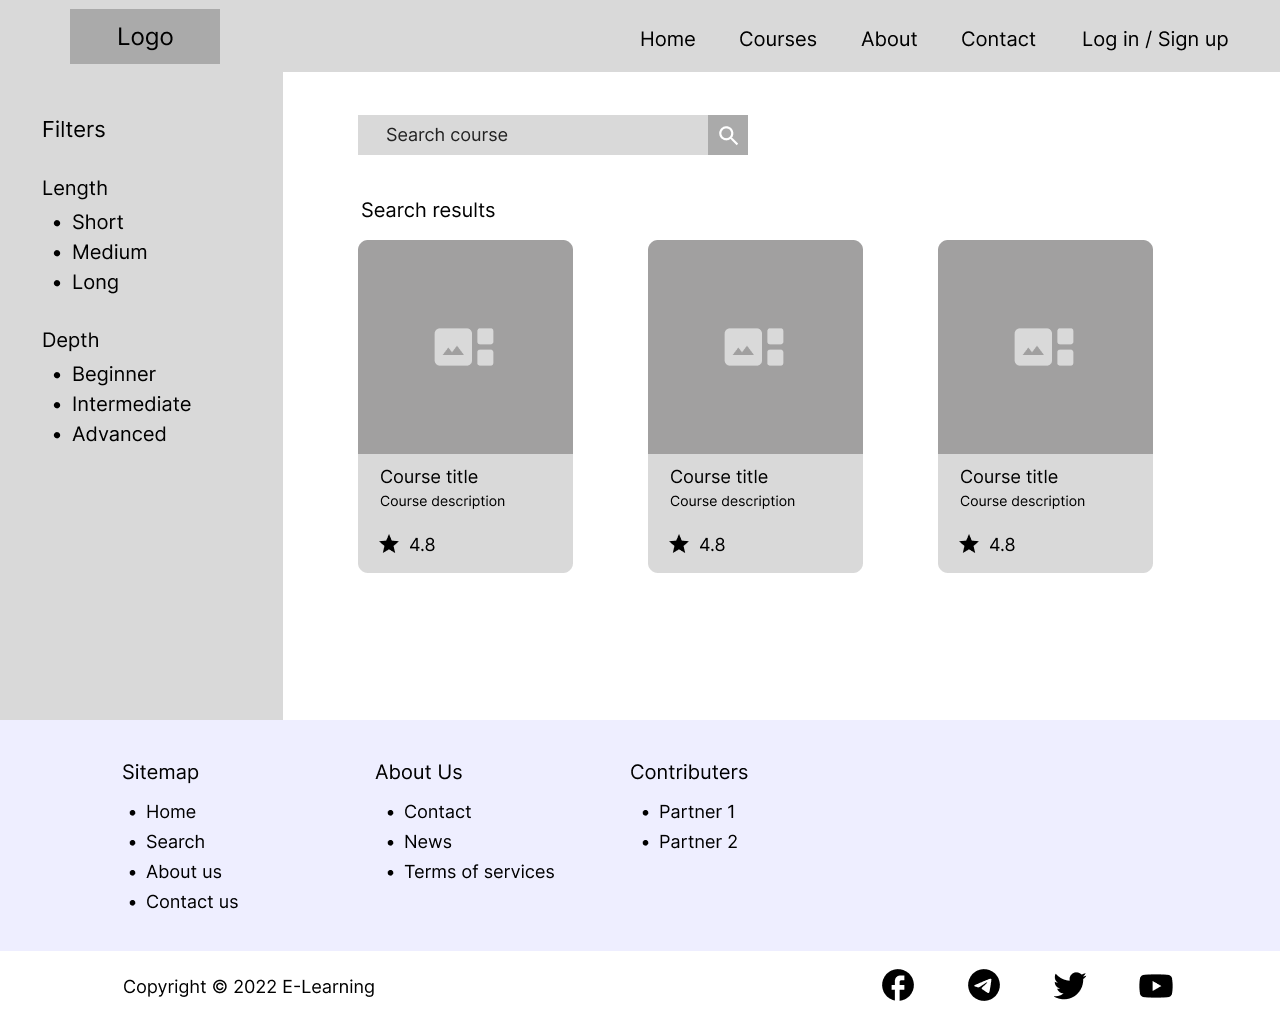 Logo
Home
Courses
About
Contact
Log in / Sign up
Filters
Length
• Short
• Medium
• Long
Depth
• Beginner
• Intermediate
• Advanced
Search course
Search results
Course title
Course description
4.8
Course title
Course description
4.8
Course title
Course description
4.8
Sitemap
• Home
• Search
• About us
• Contact us
About Us
• Contact
• News
• Terms of services
Contributers
• Partner 1
• Partner 2
Copyright © 2022 E-Learning